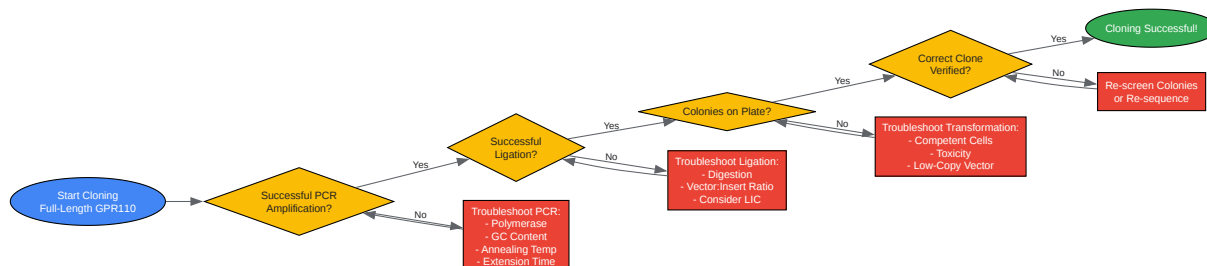 Start Cloning
Full-Length GPR110
Successful PCR
Amplification?
Yes
No
Troubleshoot PCR:
- Polymerase
- GC Content
- Annealing Temp
- Extension Time
Successful
Ligation?
Yes
No
Troubleshoot Ligation:
- Digestion
- Vector:Insert Ratio
- Consider LIC
Colonies on Plate?
Yes
No
Troubleshoot Transformation:
- Competent Cells
- Toxicity
- Low-Copy Vector
Correct Clone
Verified?
Yes
No
Re-screen Colonies
or Re-sequence
Cloning Successful!